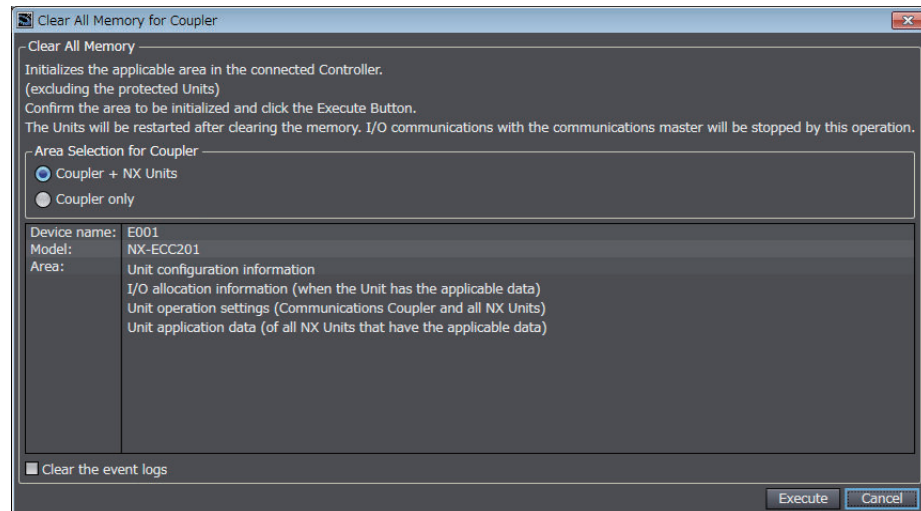 Clear All Memory for Coupler
Clear All Memory
Initializes the applicable area in the connected Controller.
(excluding the protected Units)
Confirm the area to be initialized and click the Execute Button.
The Units will be restarted after clearing the memory. I/O communications with the communications master will be stopped by this operation.
Area Selection for Coupler
Coupler + NX Units
Coupler only
Device name: E001
Model: NX-ECC201
Area: Unit configuration information
I/O allocation information (when the Unit has the applicable data)
Unit operation settings (Communications Coupler and all NX Units)
Unit application data (of all NX Units that have the applicable data)
Clear the event logs
Execute Cancel